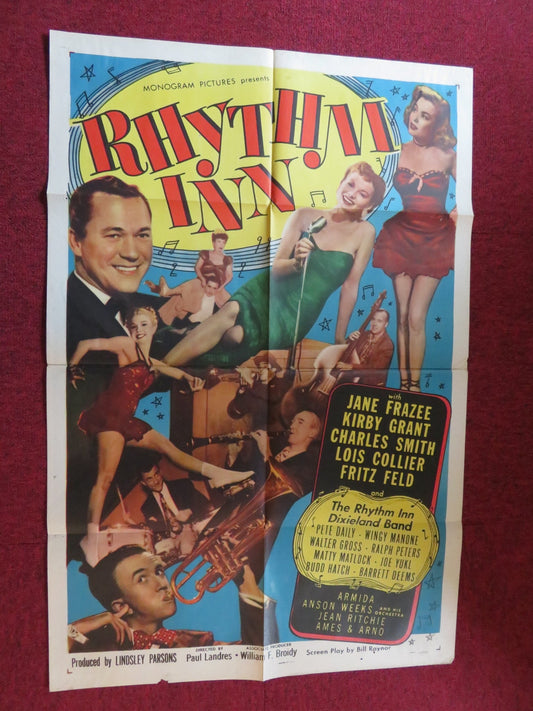 MONOGRAM PICTURES presents
RHYTHM
INN
with
JANE FRAZEE
KIRBY GRANT
CHARLES SMITH
LOIS COLLIER
FRITZ FELD
and
The Rhythm Inn
Dixieland Band
PETE DAILY - WINGY MANONE
WALTER GROSS - RALPH PETERS
MATTY MATLOCK - JOE YUKL
BUDD HATCH - BARRETT DEEMS
ARMIDA
ANSON WEEKS AND HIS ORCHESTRA
JEAN RITCHIE
AMES & ARNO
Produced by LINDSLEY PARSONS
DIRECTED BY
Paul Landres
ASSOCIATE PRODUCER
William F. Broidy
Screen Play by Bill Raynor